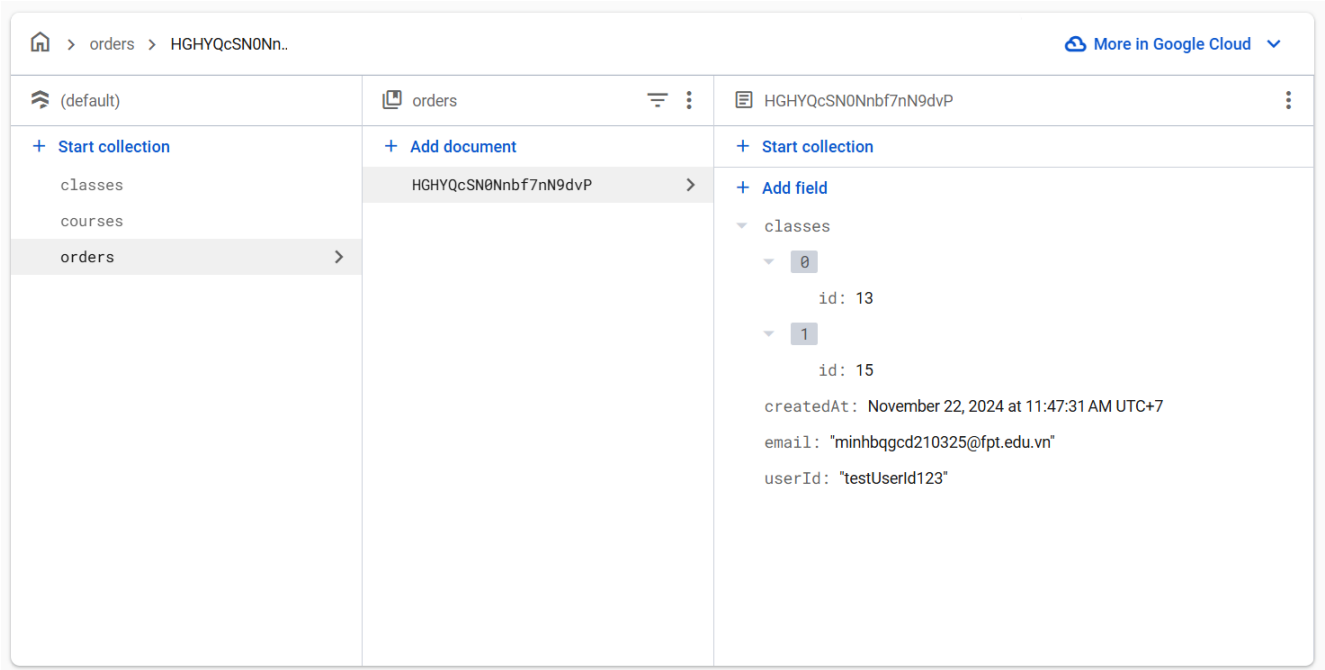 orders HGHYQcSN0Nn.. More in Google Cloud
(default)
Start collection
classes
courses
orders
orders
Add document
HGHYQcSN0Nnbf7nN9dvP
HGHYQcSN0Nnbf7nN9dvP
Start collection
Add field
classes
0
id: 13
1
id: 15
createdAt: November 22, 2024 at 11:47:31 AM UTC+7
email: "minhbqgcd210325@fpt.edu.vn"
userId: "testUserId123"